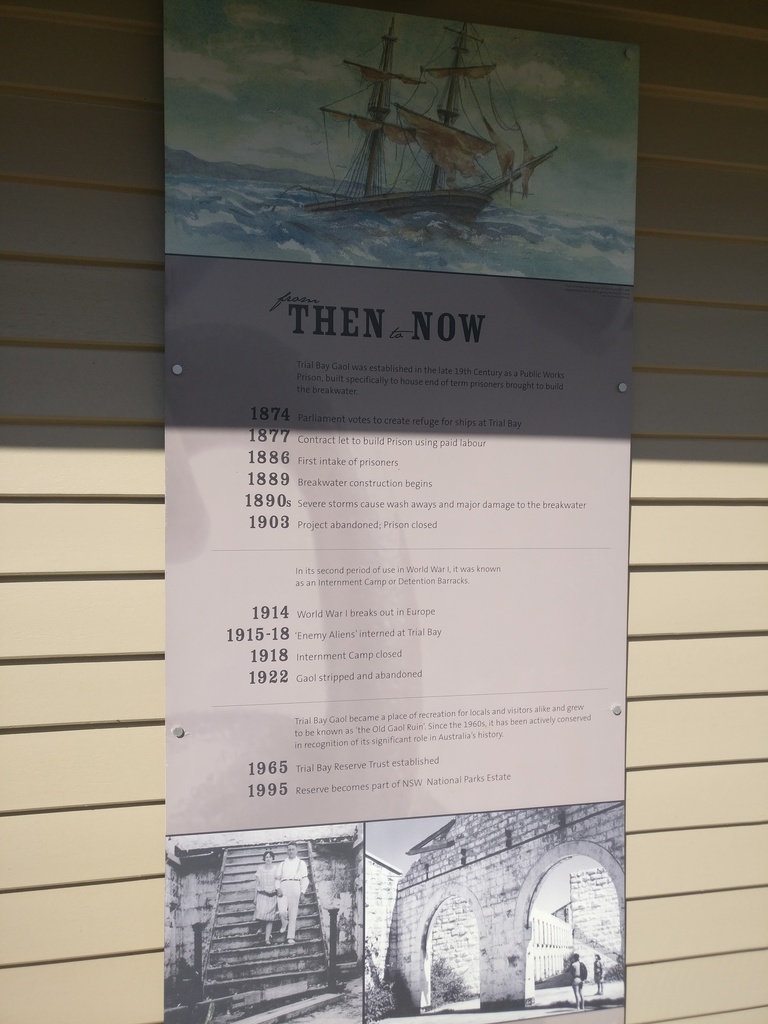 from
THEN to NOW
Trial Bay Gaol was established in the late 19th Century as a Public Works
Prison, built specifically to house end of term prisoners brought to build
the breakwater.
1874 Parliament votes to create refuge for ships at Trial Bay
1877 Contract let to build Prison using paid labour
1886 First intake of prisoners
1889 Breakwater construction begins
1890s Severe storms cause wash aways and major damage to the breakwater
1903 Project abandoned; Prison closed
In its second period of use in World War I, it was known
as an Internment Camp or Detention Barracks.
1914 World War I breaks out in Europe
1915-18 'Enemy Aliens' interned at Trial Bay
1918 Internment Camp closed
1922 Gaol stripped and abandoned
Trial Bay Gaol became a place of recreation for locals and visitors alike and grew
to be known as 'the Old Gaol Ruin'. Since the 1960s, it has been actively conserved
in recognition of its significant role in Australia's history.
1965 Trial Bay Reserve Trust established
1995 Reserve becomes part of NSW National Parks Estate